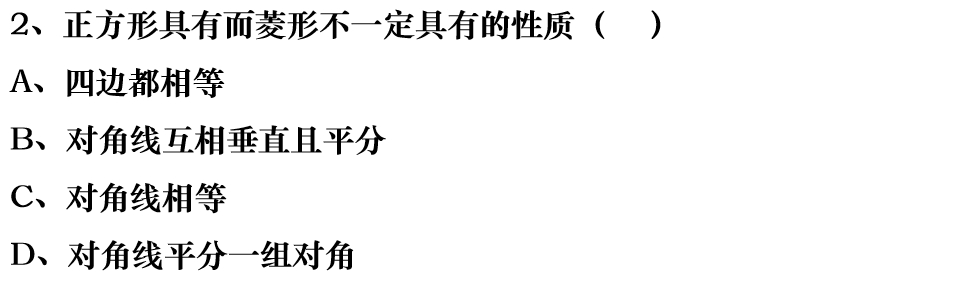 2、正方形具有而菱形不一定具有的性质（　）
A、四边都相等
B、对角线互相垂直且平分
C、对角线相等
D、对角线平分一组对角